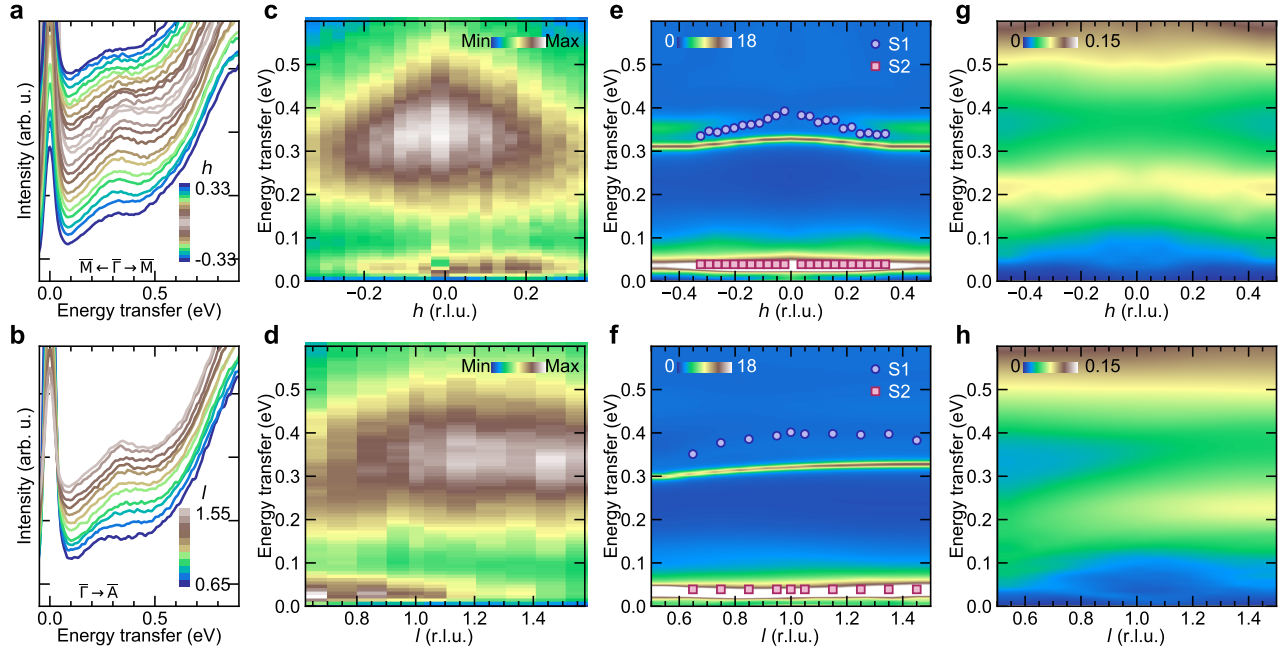 a
Intensity (arb. u.)
h
0.33
-0.33
M̅ ← Γ̅ → M̅
0.0 0.5
Energy transfer (eV)
c
Min Max
Energy transfer (eV)
0.5
0.4
0.3
0.2
0.1
0.0
−0.2 0.0 0.2
h (r.l.u.)
e
0 18
S1
S2
Energy transfer (eV)
0.5
0.4
0.3
0.2
0.1
0.0
−0.4 −0.2 0.0 0.2 0.4
h (r.l.u.)
g
0 0.15
Energy transfer (eV)
0.5
0.4
0.3
0.2
0.1
0.0
−0.4 −0.2 0.0 0.2 0.4
h (r.l.u.)
b
Intensity (arb. u.)
l
1.55
0.65
Γ̅ → A̅
0.0 0.5
Energy transfer (eV)
d
Min Max
Energy transfer (eV)
0.5
0.4
0.3
0.2
0.1
0.0
0.6 0.8 1.0 1.2 1.4
l (r.l.u.)
f
0 18
S1
S2
Energy transfer (eV)
0.5
0.4
0.3
0.2
0.1
0.0
0.6 0.8 1.0 1.2 1.4
l (r.l.u.)
h
0 0.15
Energy transfer (eV)
0.5
0.4
0.3
0.2
0.1
0.0
0.6 0.8 1.0 1.2 1.4
l (r.l.u.)